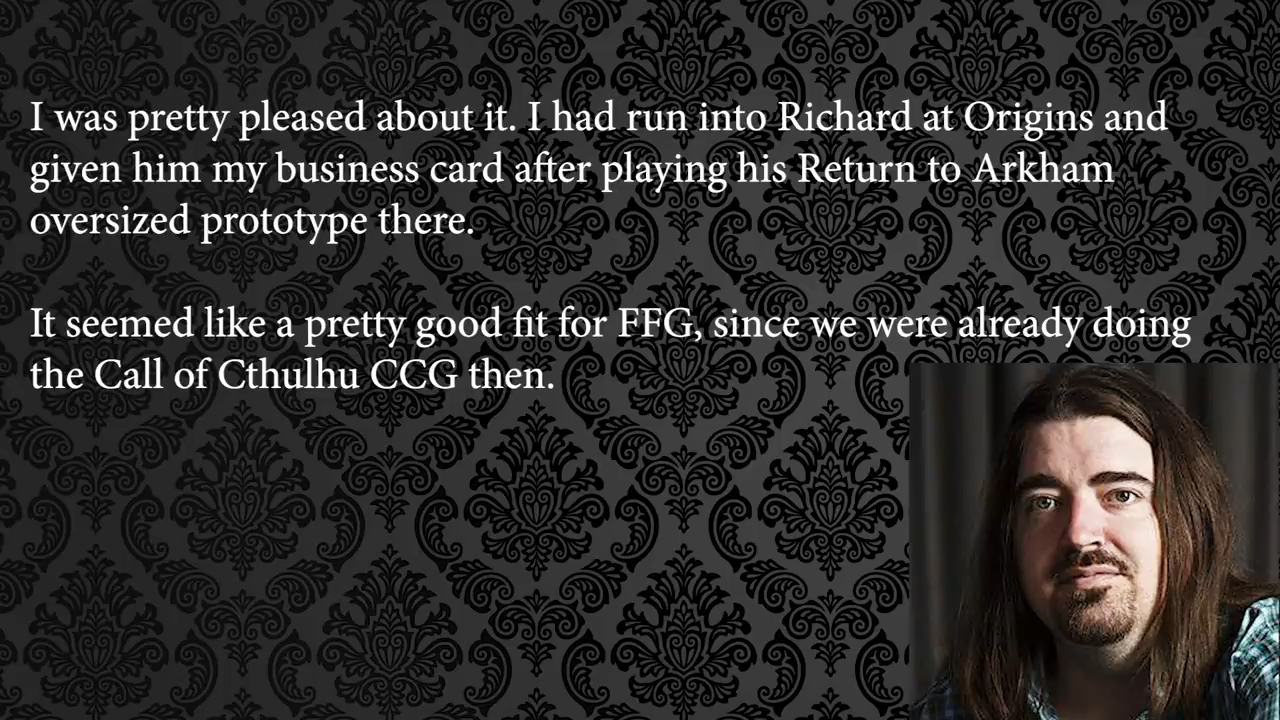 I was pretty pleased about it. I had run into Richard at Origins and
given him my business card after playing his Return to Arkham
oversized prototype there.
It seemed like a pretty good fit for FFG, since we were already doing
the Call of Cthulhu CCG then.